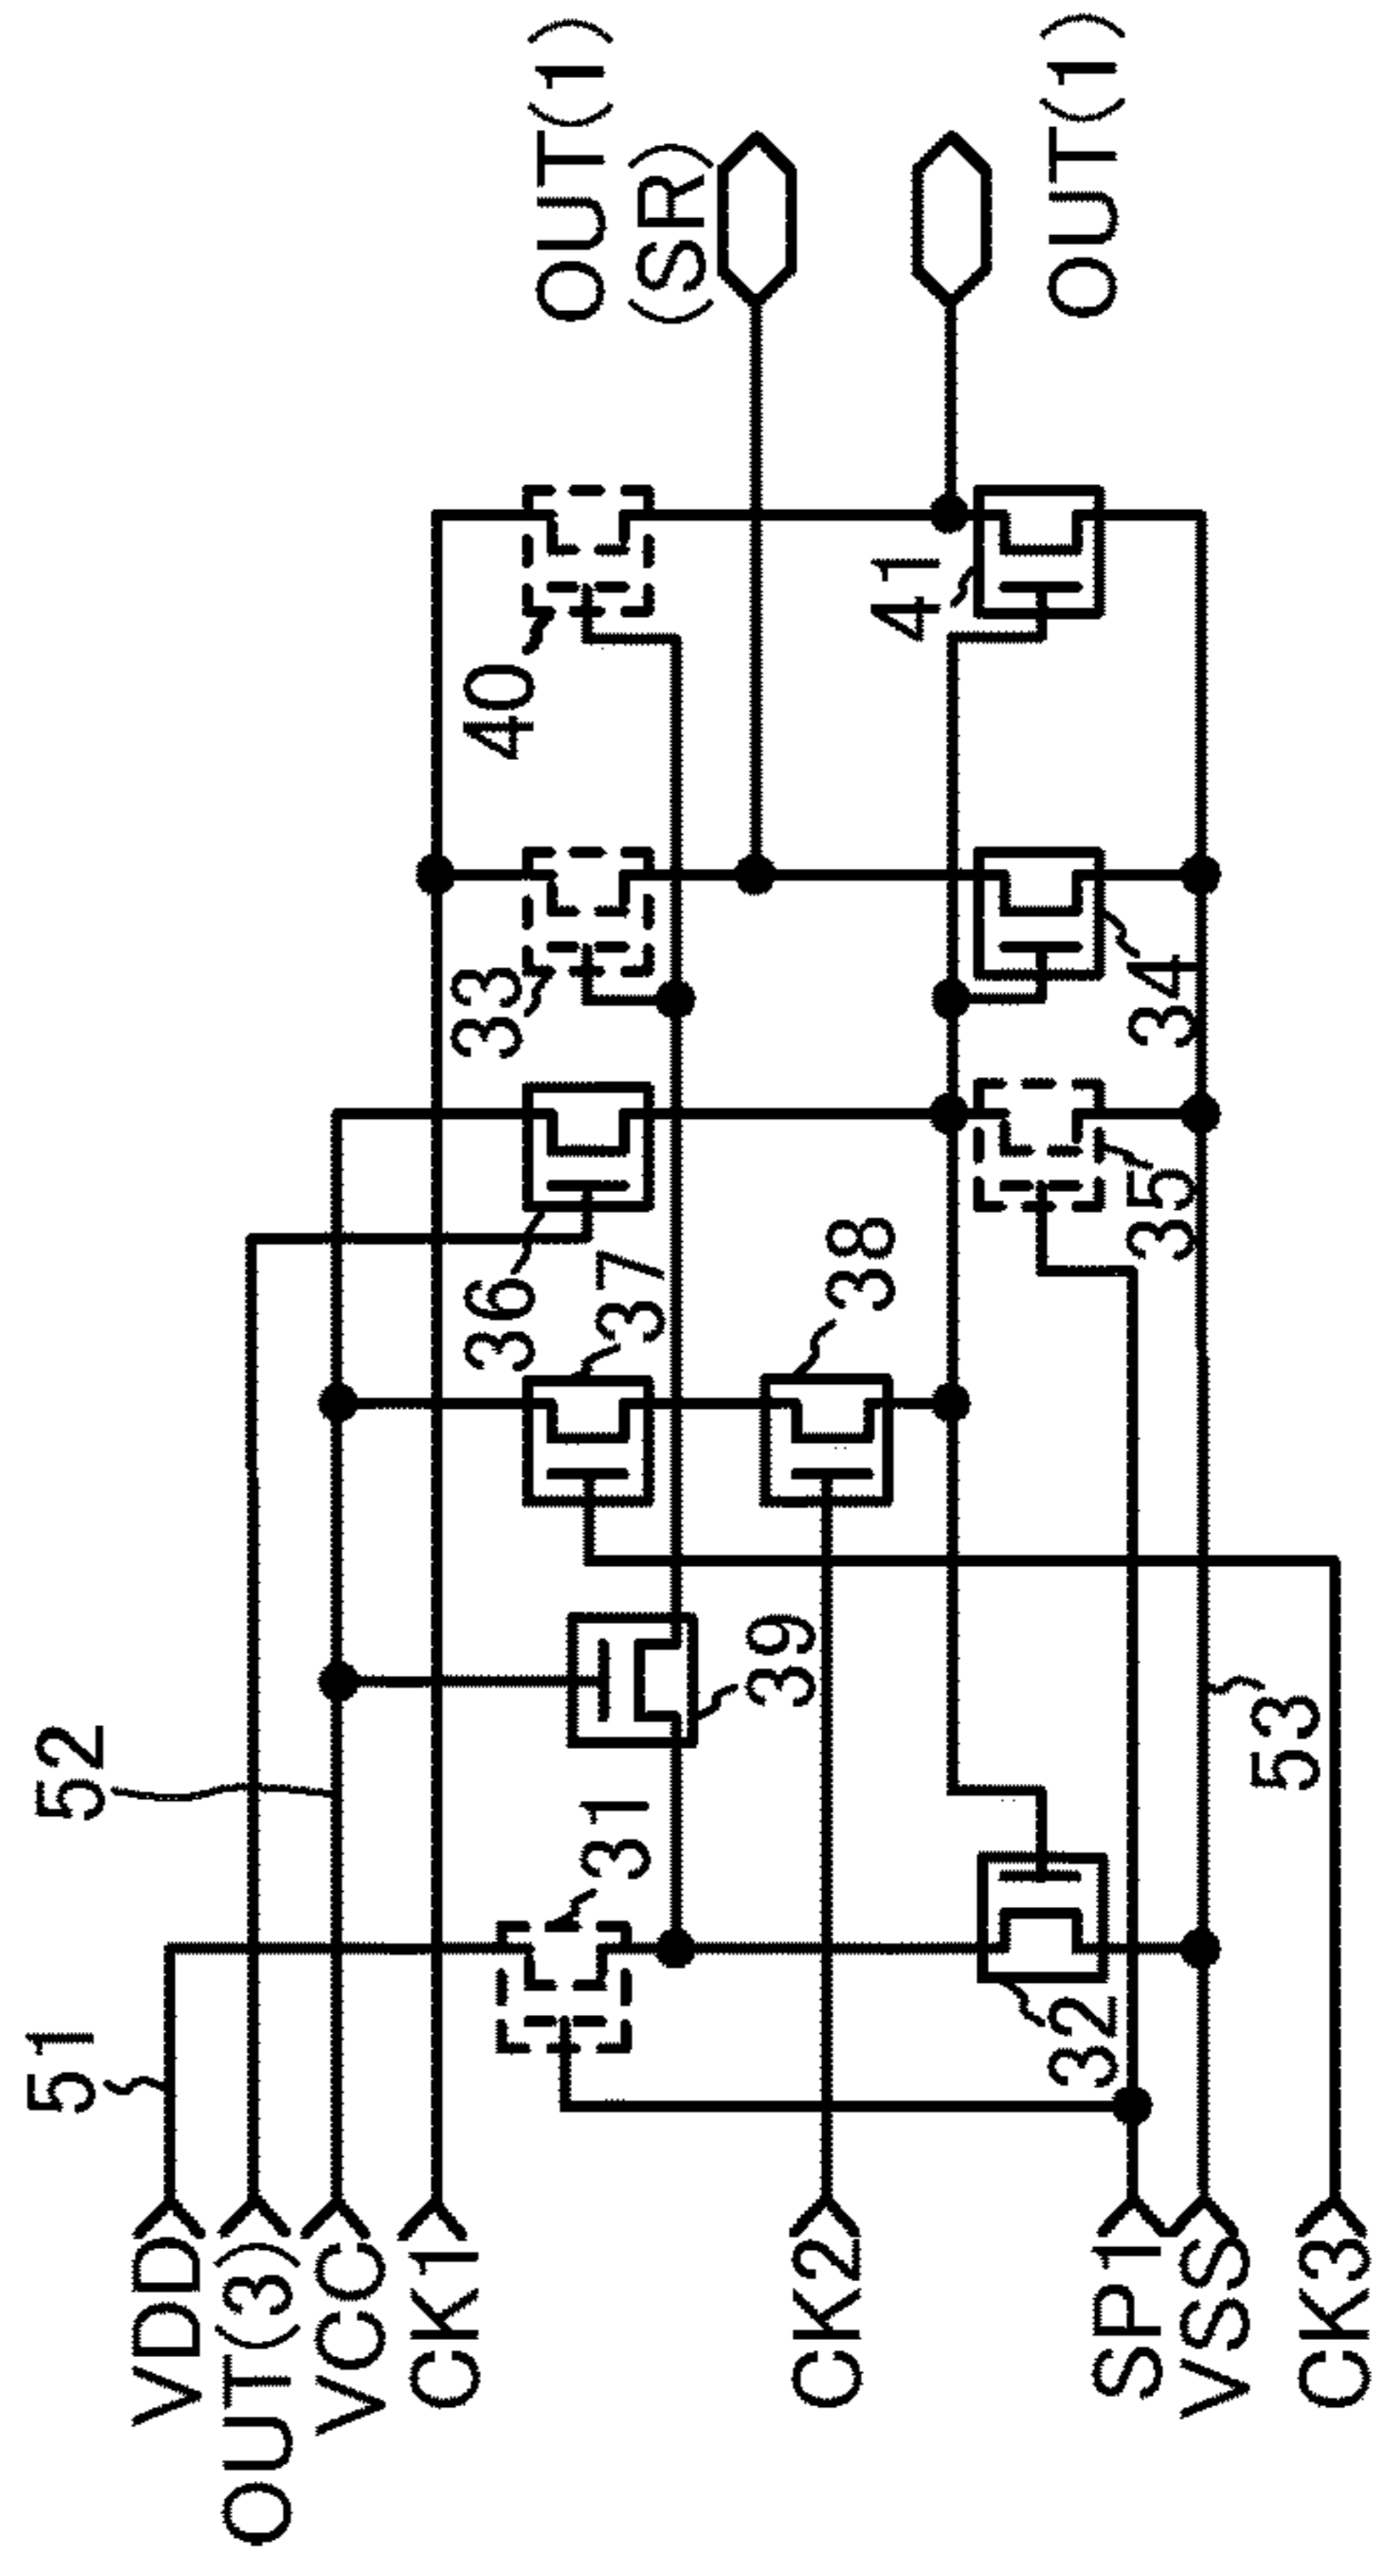 VDD
OUT(3)
VCC
CK1
CK2
SP1
VSS
CK3
51
52
31
32
39
53
37
38
36
35
33
34
40
41
OUT(1)
(SR)
OUT(1)